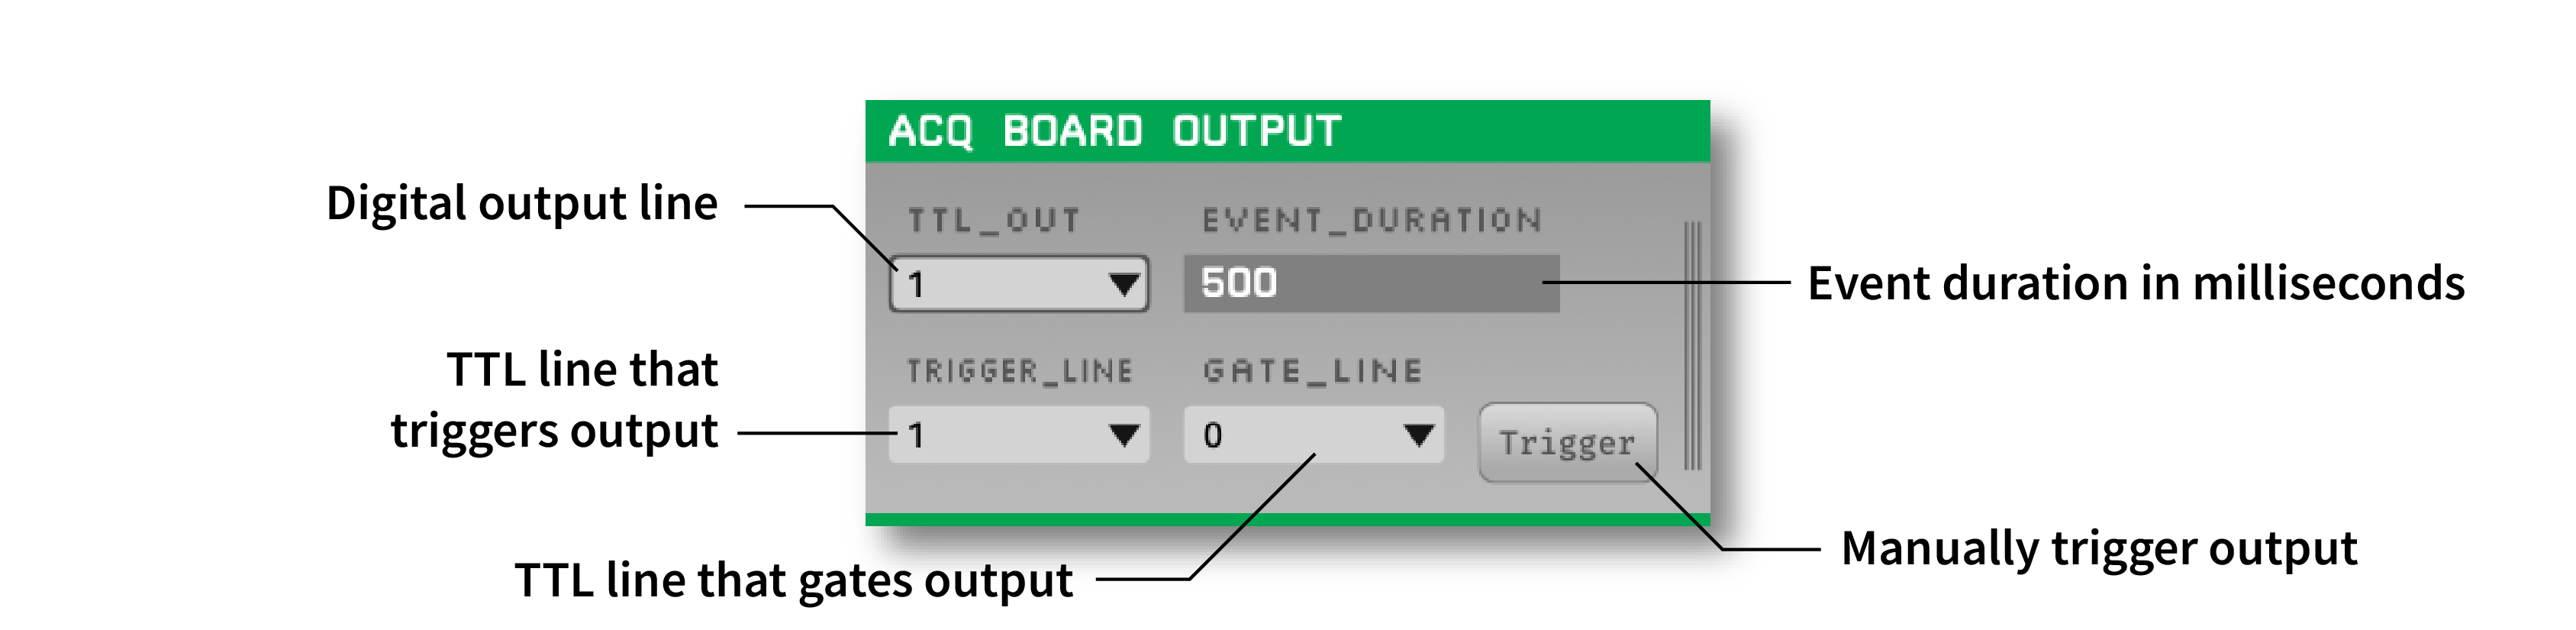 ACQ BOARD OUTPUT
Digital output line
TTL_OUT
EVENT_DURATION
1
500
Event duration in milliseconds
TTL line that
triggers output
TRIGGER_LINE
GATE_LINE
1
0
Trigger
Manually trigger output
TTL line that gates output